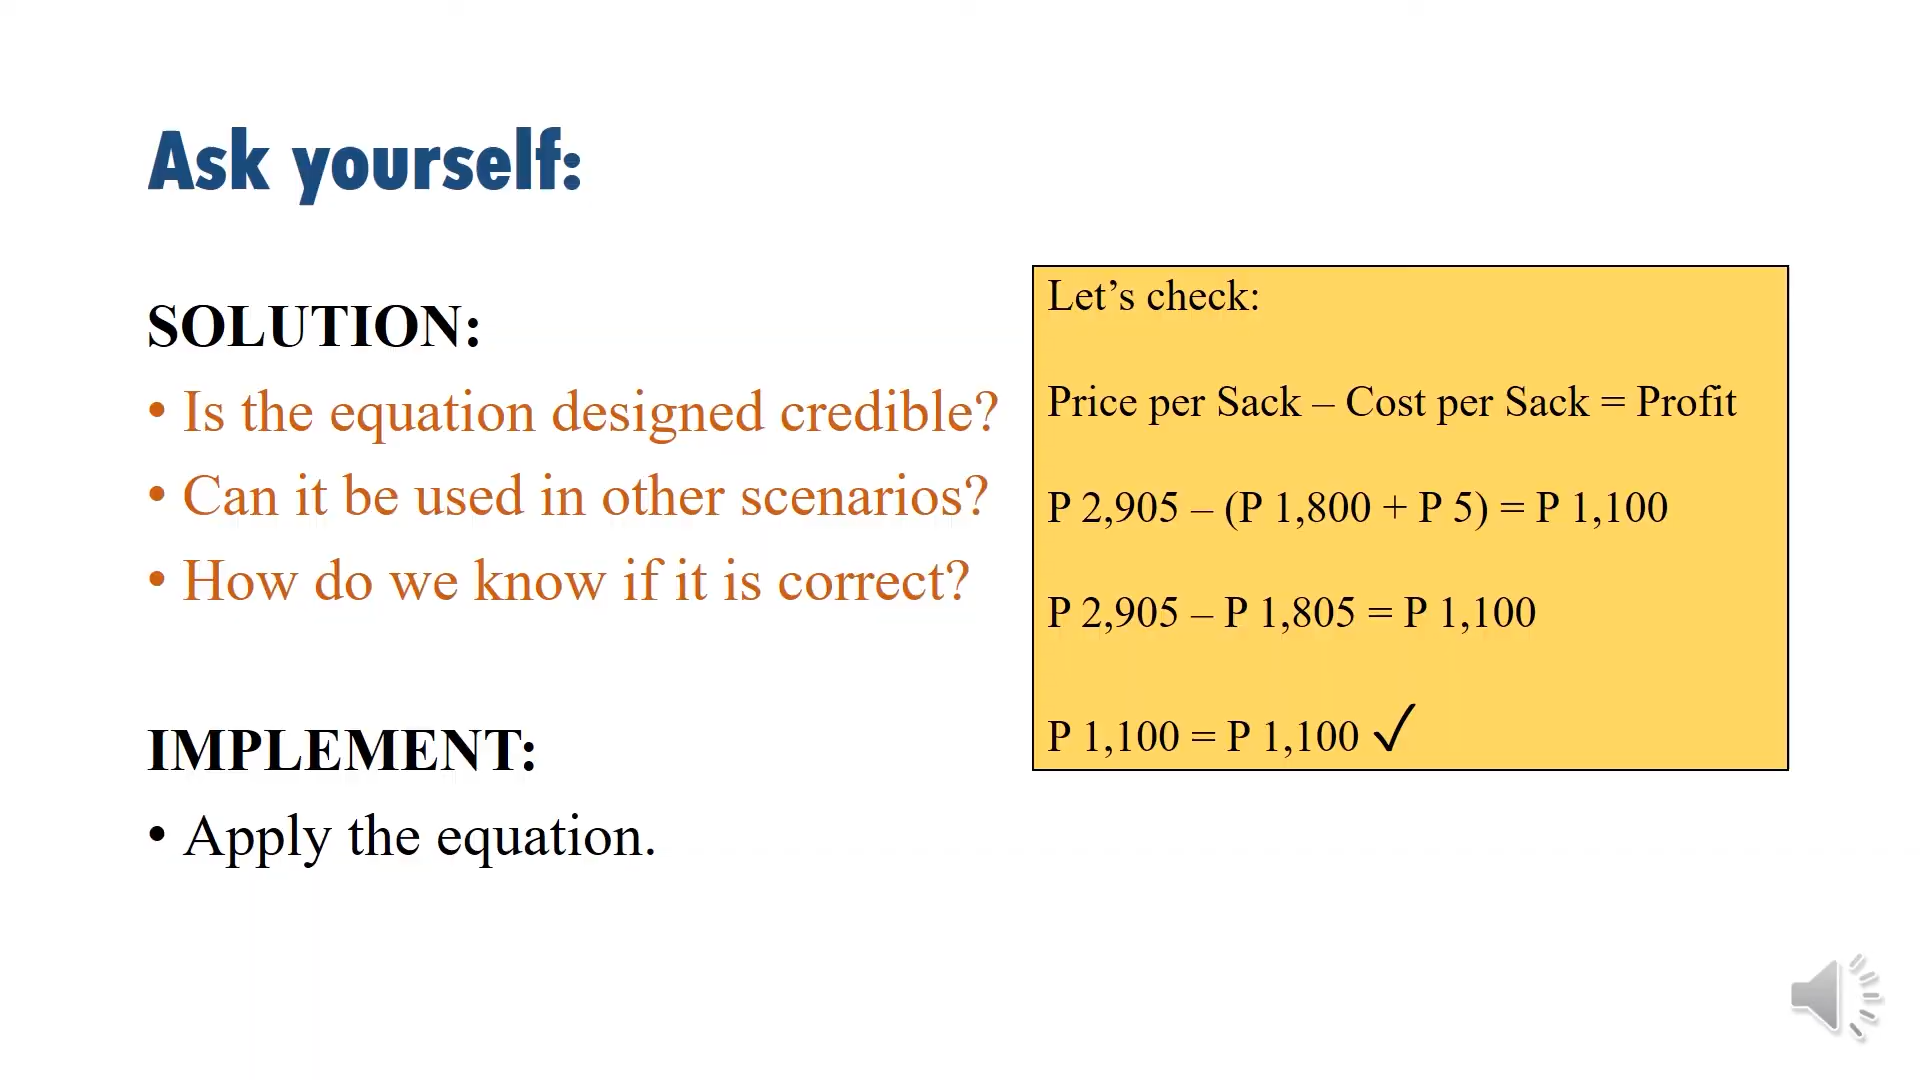 Ask yourself:
SOLUTION:
• Is the equation designed credible?
• Can it be used in other scenarios?
• How do we know if it is correct?
IMPLEMENT:
• Apply the equation.
Let’s check:
Price per Sack – Cost per Sack = Profit
P 2,905 – (P 1,800 + P 5) = P 1,100
P 2,905 – P 1,805 = P 1,100
P 1,100 = P 1,100 ✓